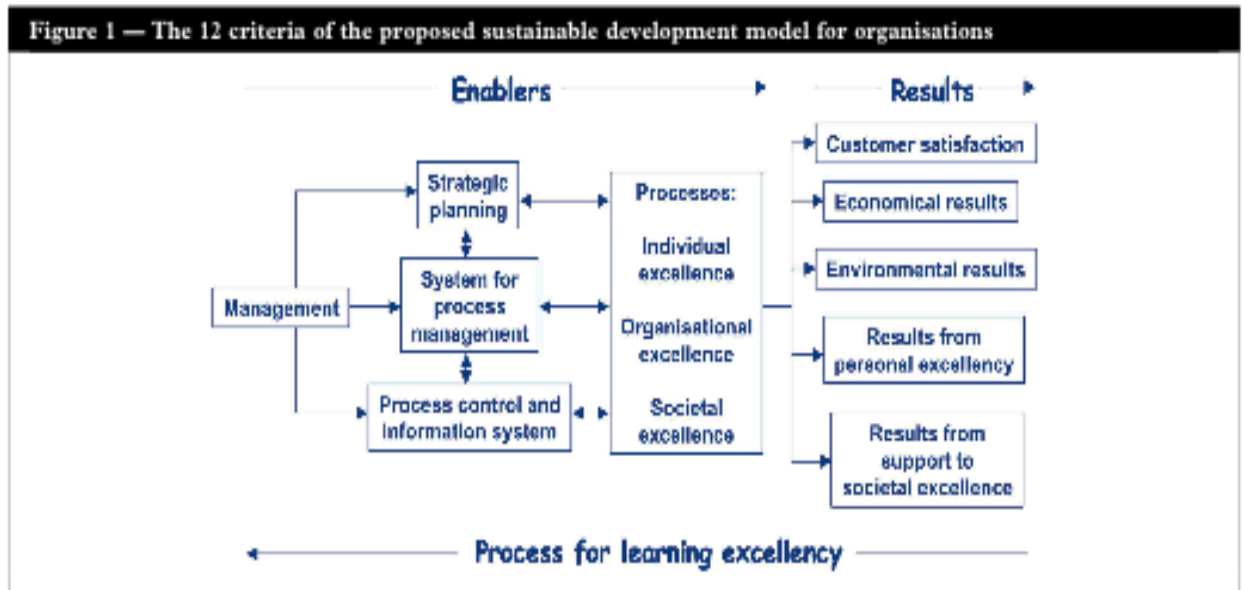 Figure 1 — The 12 criteria of the proposed sustainable development model for organisations
Enablers
Results
Strategic
planning
Management
System for
process
management
Process control and
information system
Processes:
Individual
excellence
Organisational
excellence
Societal
excellence
Customer satisfaction
Economical results
Environmental results
Results from
personal excellency
Results from
support to
societal excellence
Process for learning excellency